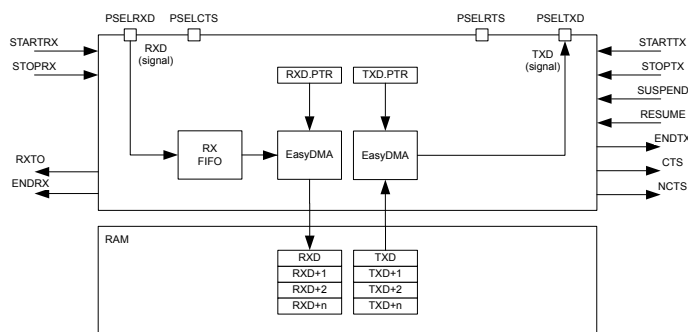 PSELRXD
PSELCTS
PSELRTS
PSELTXD
STARTRX
STOPRX
RXD
(signal)
RXD.PTR
TXD.PTR
TXD
(signal)
STARTTX
STOPTX
SUSPEND
RESUME
RX
FIFO
EasyDMA
EasyDMA
ENDTX
CTS
NCTS
RXTO
ENDRX
RAM
RXD
TXD
RXD+1
TXD+1
RXD+2
TXD+2
RXD+n
TXD+n